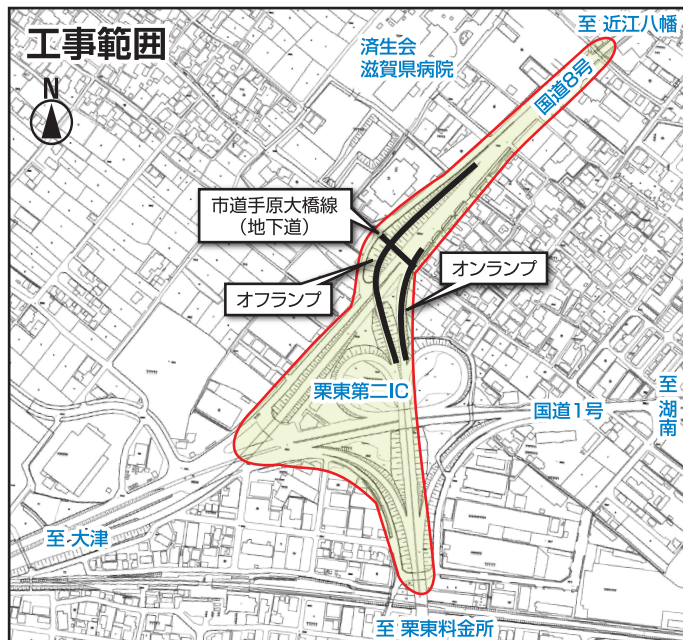 工事範囲
N
至 近江八幡
済生会
滋賀県病院
国道8号
市道手原大橋線
（地下道）
オフランプ
オンランプ
栗東第二IC
国道1号
至 湖南
至 大津
至 栗東料金所